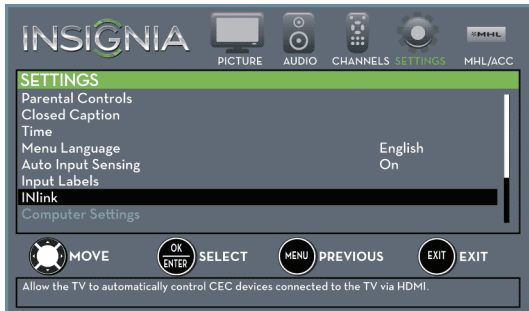 INSIGNIA
PICTURE AUDIO CHANNELS SETTINGS MHL MHL/ACC
SETTINGS
Parental Controls
Closed Caption
Time
Menu Language English
Auto Input Sensing On
Input Labels
INlink
Computer Settings
MOVE OK ENTER SELECT MENU PREVIOUS EXIT EXIT
Allow the TV to automatically control CEC devices connected to the TV via HDMI.